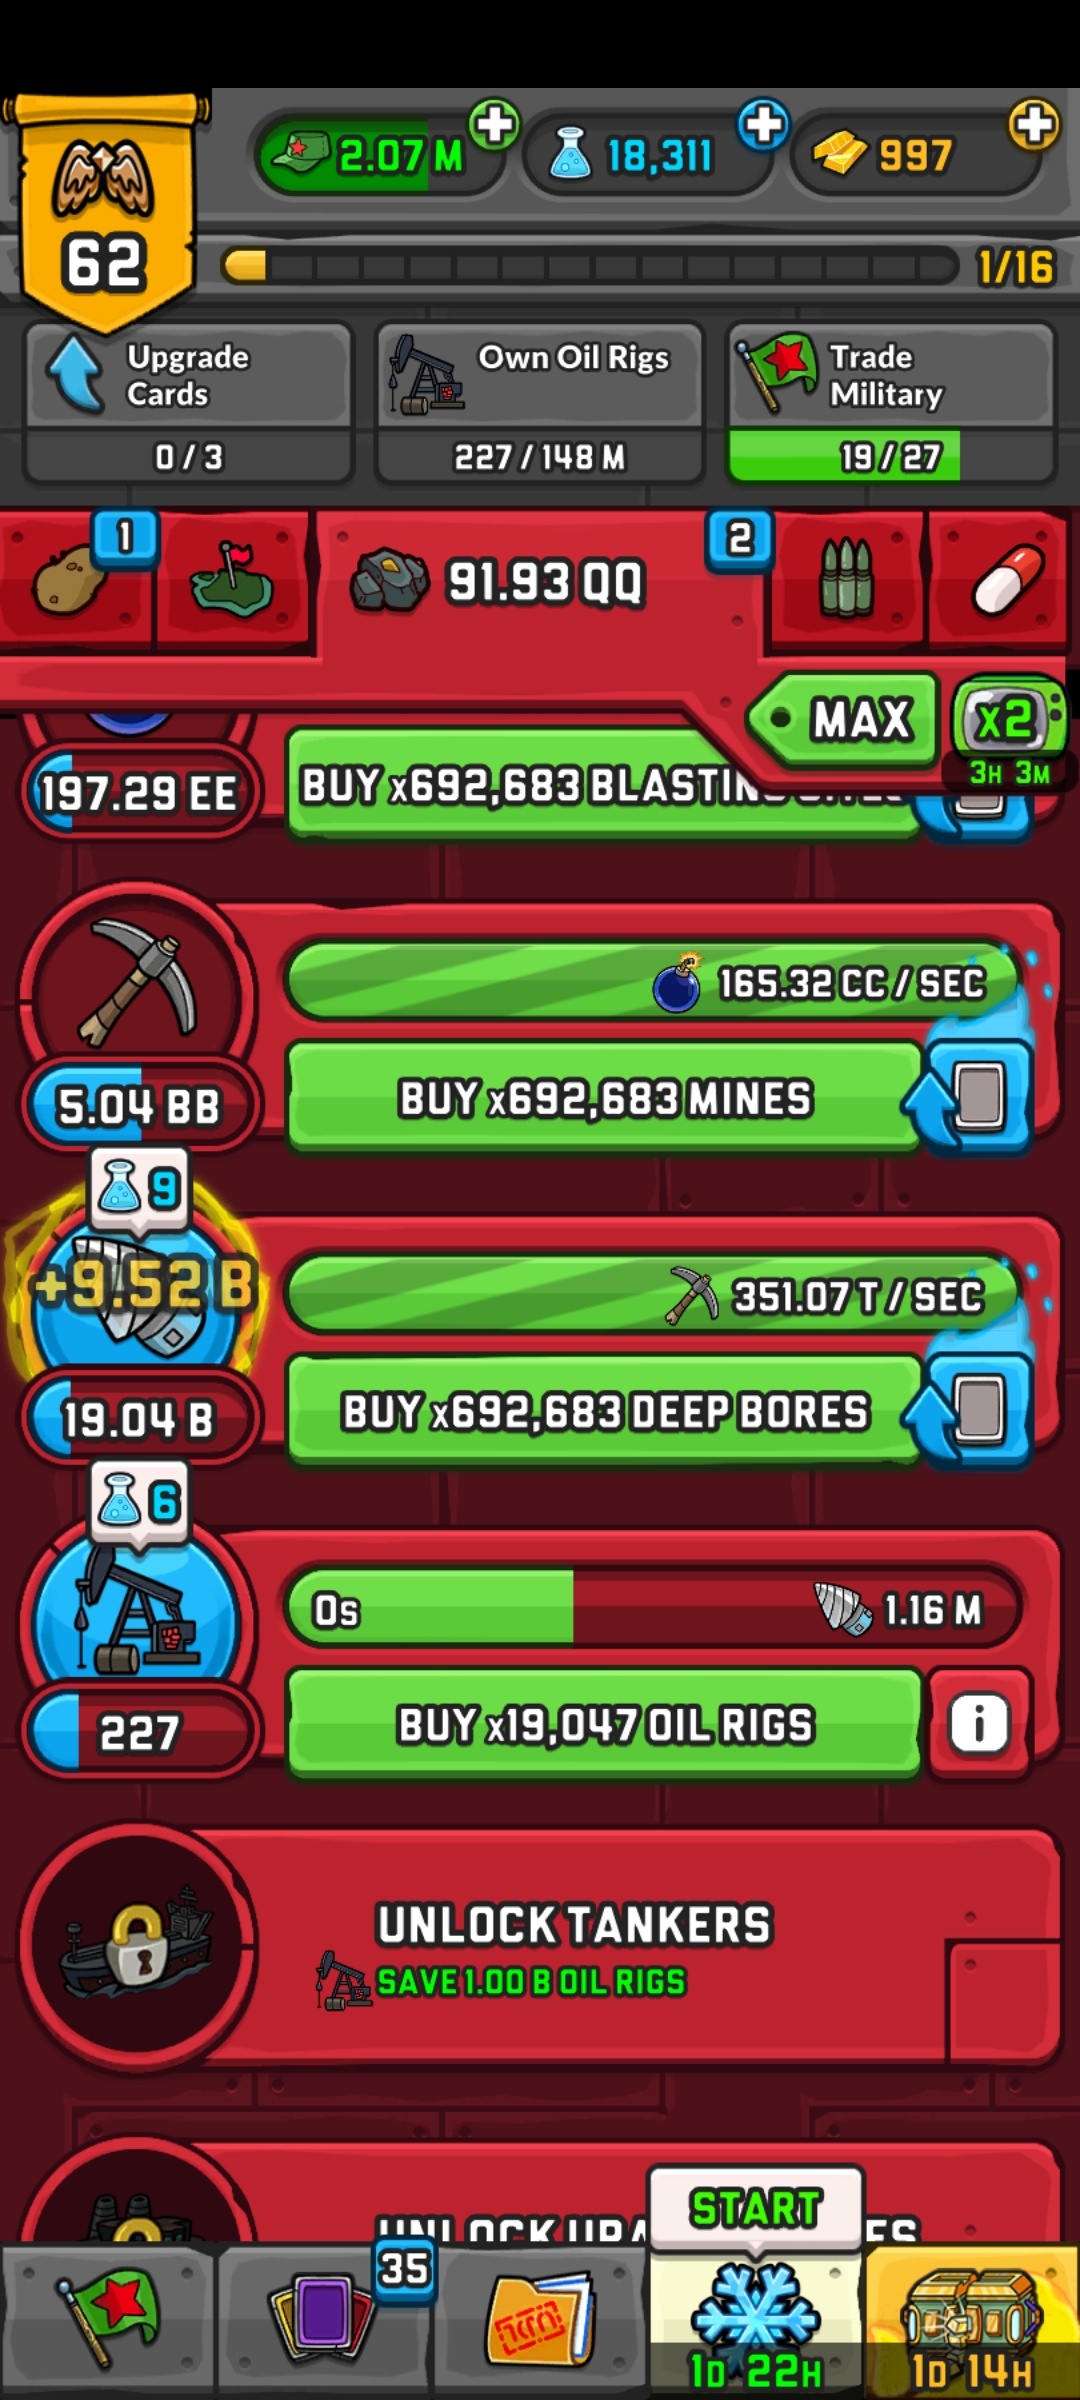 2.07 M
18,311
997
62
1/16
Upgrade
Cards
0 / 3
Own Oil Rigs
227 / 148 M
Trade
Military
19 / 27
1
91.93 QQ
2
MAX
x2
3H 3M
197.29 EE
BUY x692,683
165.32 CC / SEC
5.04 BB
BUY x692,683 MINES
9
+9.52 B
351.07 T / SEC
19.04 B
BUY x692,683 DEEP BORES
6
0s
1.16 M
227
BUY x19,047 OIL RIGS
i
UNLOCK TANKERS
SAVE 1.00 B OIL RIGS
UNLOCK
START
35
1D 22H
1D 14H